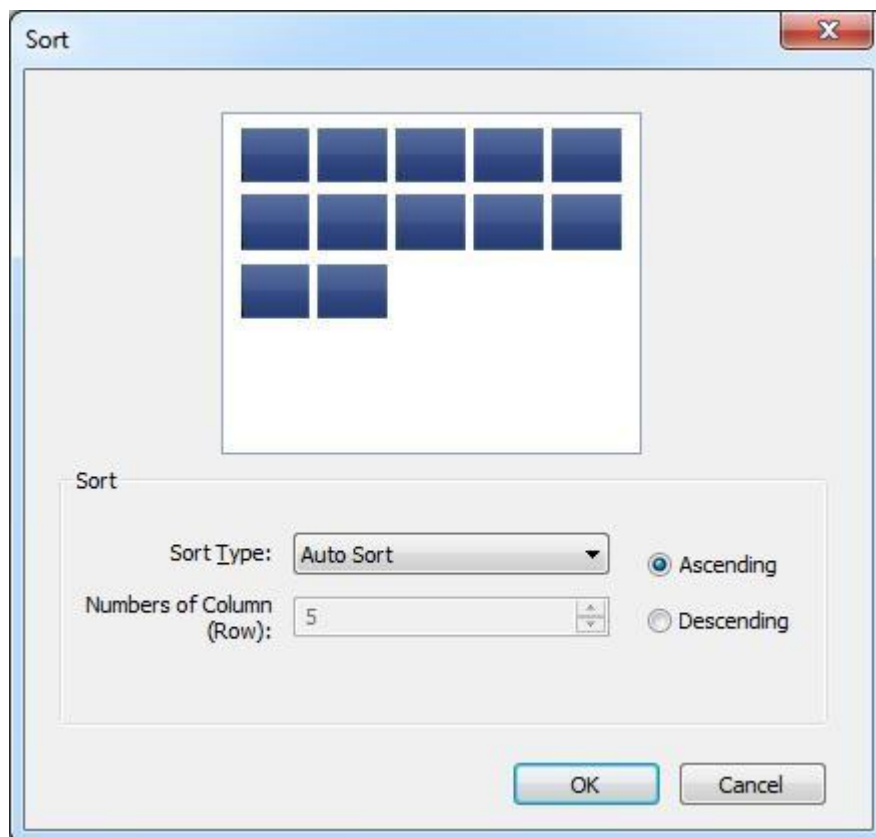 Sort
Sort
Sort Type:
Auto Sort
Ascending
Numbers of Column
(Row):
5
Descending
OK
Cancel